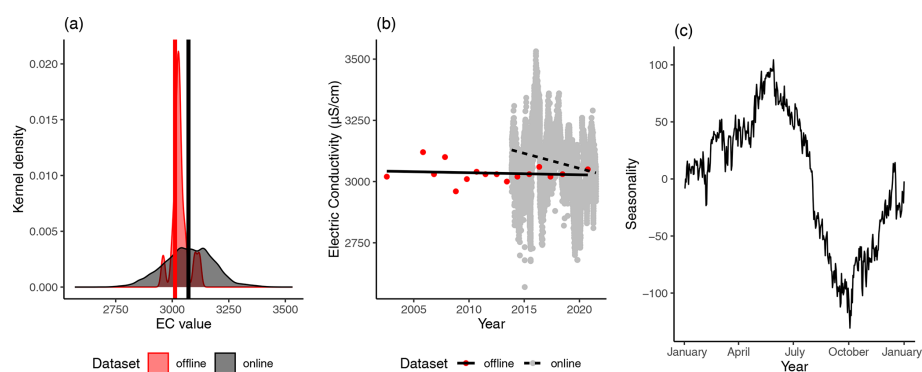 (a)
0.020
0.015
0.010
0.005
0.000
Kernel density
2750 3000 3250 3500
EC value
Dataset offline online
(b)
3500
3250
3000
2750
Electric Conductivity (µS/cm)
2005 2010 2015 2020
Year
Dataset offline online
(c)
100
50
0
−50
−100
Seasonality
January April July October January
Year